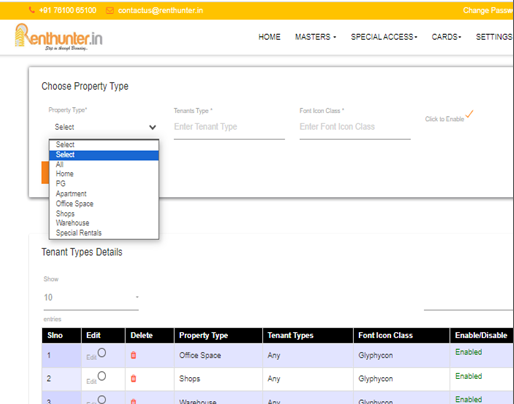 +91 76100 65100 contactus@renthunter.in Change Passw
Renthunter.in
HOME MASTERS SPECIAL ACCESS CARDS SETTINGS
Stop us through Browsing...
Choose Property Type
Property Type* Tenants Type * Font Icon Class *
Select Enter Tenant Type Enter Font Icon Class Click to Enable
Select
Select
All
Home
PG
Apartment
Office Space
Shops
Warehouse
Special Rentals
Tenant Types Details
Show
10
entries
Slno Edit Delete Property Type Tenant Types Font Icon Class Enable/Disable
1 Edit Office Space Any Glyphycon Enabled
2 Edit Shops Any Glyphycon Enabled
3 Edit Warehouse Any Glyphycon Enabled